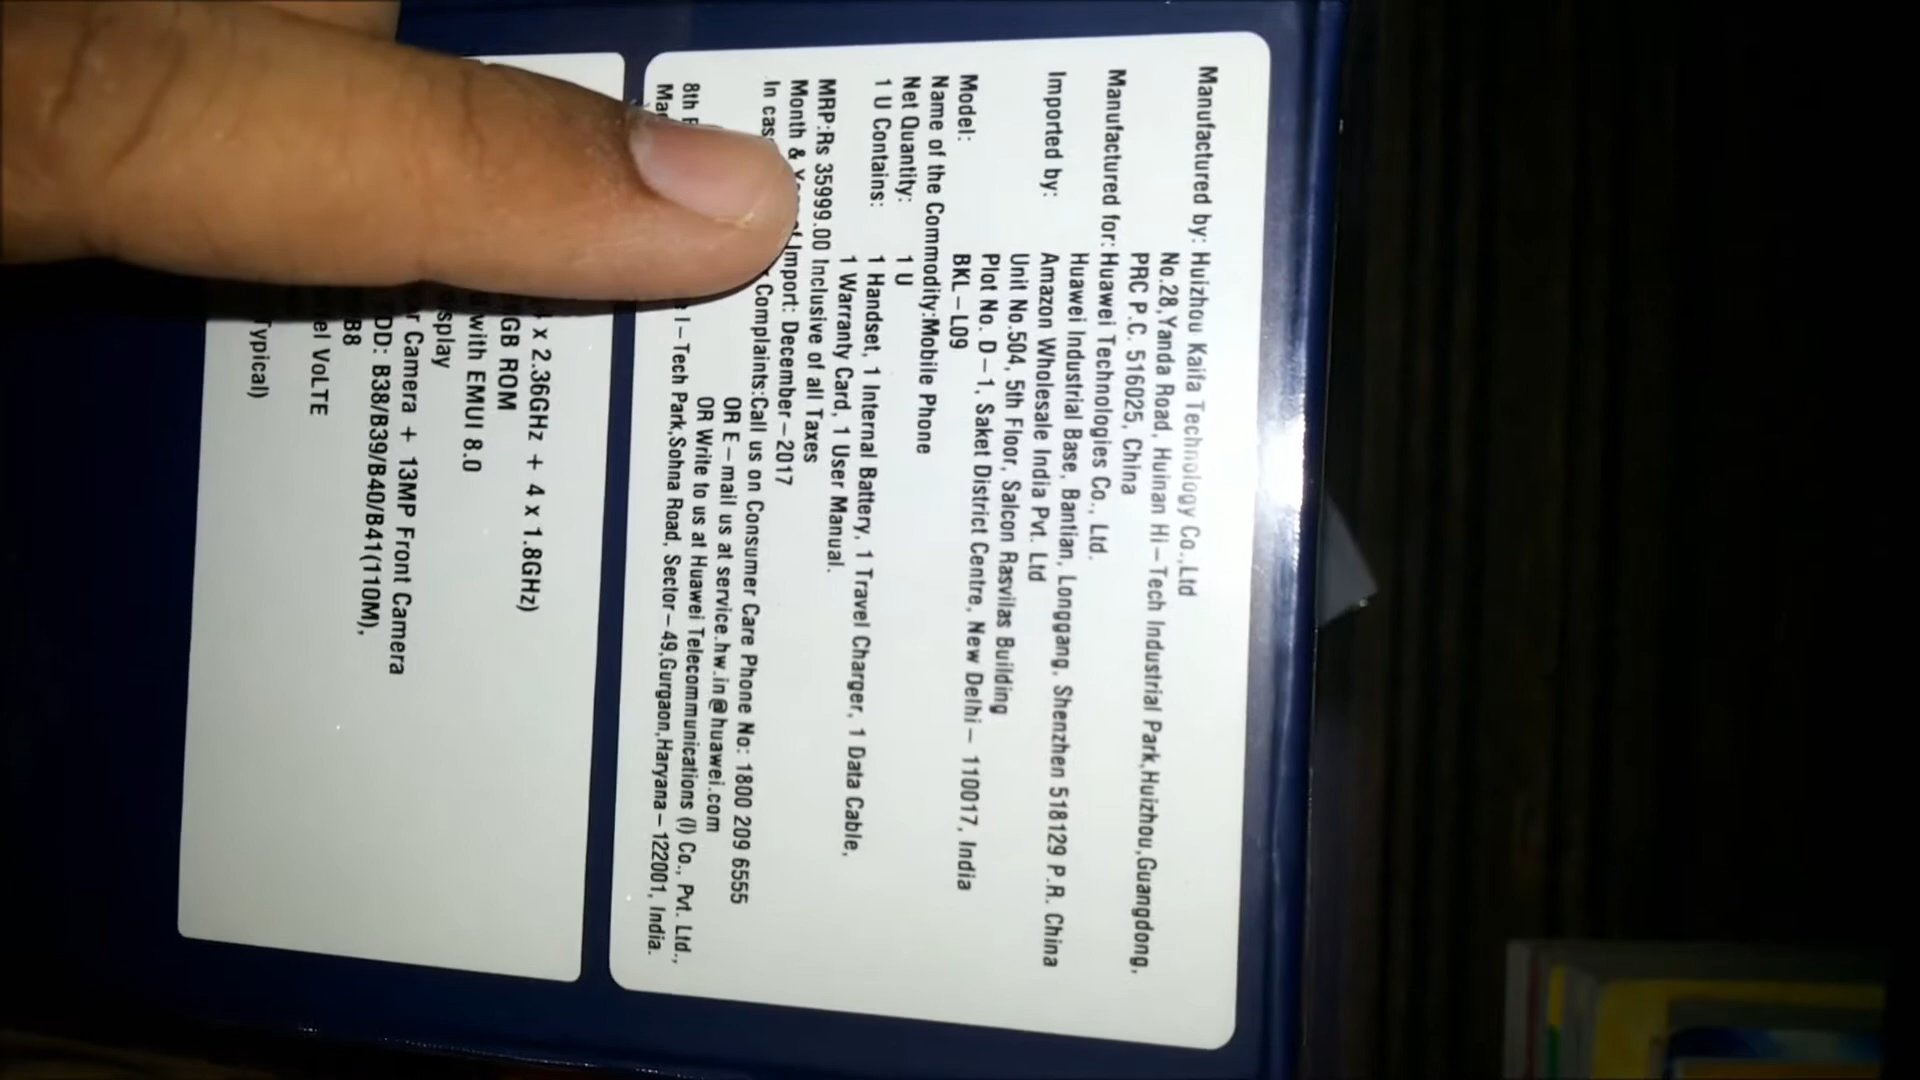 Manufactured by: Huizhou Kaifa Technology Co.,Ltd
No.28,Yanda Road, Huinan Hi-Tech Industrial Park,Huizhou,Guangdong,
PRC P.C. 516025, China
Manufactured for: Huawei Technologies Co., Ltd.
Huawei Industrial Base, Bantian, Longgang, Shenzhen 518129 P.R. China
Imported by: Amazon Wholesale India Pvt. Ltd
Unit No.504, 5th Floor, Salcon Rasvilas Building
Plot No. D-1, Saket District Centre, New Delhi- 110017, India
Model: BKL-L09
Name of the Commodity:Mobile Phone
Net Quantity: 1 U
1 U Contains: 1 Handset, 1 Internal Battery, 1 Travel Charger, 1 Data Cable,
1 Warranty Card, 1 User Manual.
MRP:Rs 35999.00 Inclusive of all Taxes
Month & of Import: December-2017
In Complaints:Call us on Consumer Care Phone No: 1800 209 6555
OR E-mail us at service.hw.in@huawei.com
OR Write to us at Huawei Telecommunications (I) Co., Pvt. Ltd.,
8th I-Tech Park,Sohna Road, Sector-49,Gurgaon,Haryana-122001, India.
x 2.36GHz + 4 x 1.8GHz)
GB ROM
with EMUI 8.0
Camera + 13MP Front Camera
B38/B39/B40/B41(110M),
B8
VoLTE